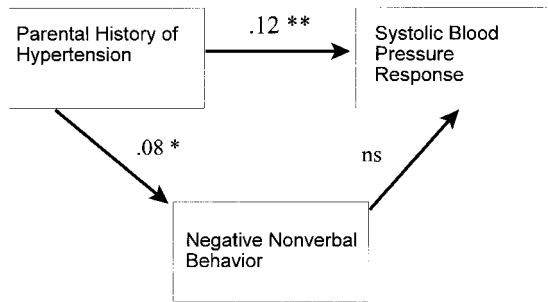 Parental History of
Hypertension
.12 **
Systolic Blood
Pressure
Response
.08 *
ns
Negative Nonverbal
Behavior